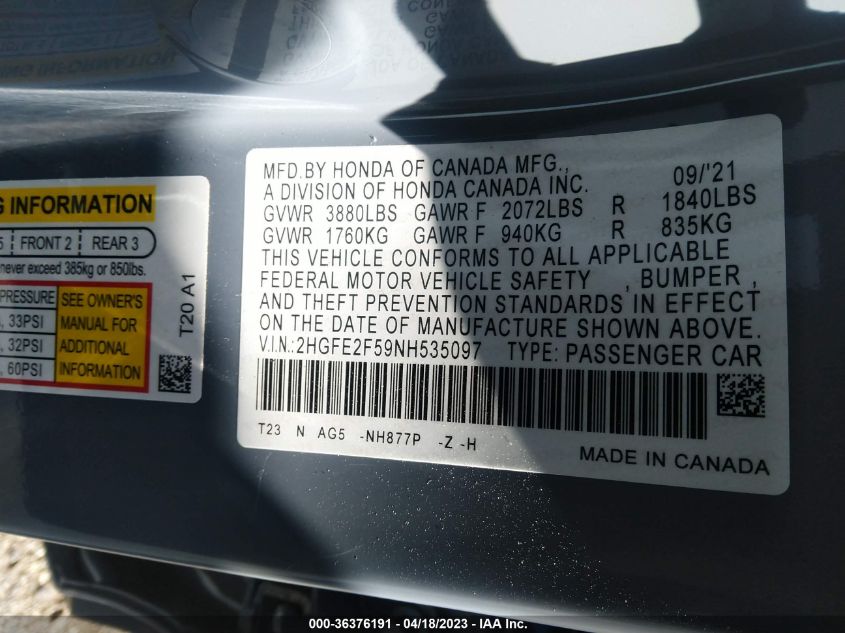 G INFORMATION
5 FRONT 2 REAR 3
never exceed 385kg or 850lbs.
PRESSURE
33PSI
32PSI
60PSI
SEE OWNER'S
MANUAL FOR
ADDITIONAL
INFORMATION
T20 A1
MFD.BY HONDA OF CANADA MFG., 09/'21
A DIVISION OF HONDA CANADA INC.
GVWR 3880LBS GAWR F 2072LBS R 1840LBS
GVWR 1760KG GAWR F 940KG R 835KG
THIS VEHICLE CONFORMS TO ALL APPLICABLE
FEDERAL MOTOR VEHICLE SAFETY , BUMPER ,
AND THEFT PREVENTION STANDARDS IN EFFECT
ON THE DATE OF MANUFACTURE SHOWN ABOVE.
V.I.N.:2HGFE2F59NH535097 TYPE: PASSENGER CAR
T23 N AG5 -NH877P -Z -H
MADE IN CANADA
000-36376191 - 04/18/2023 - IAA Inc.